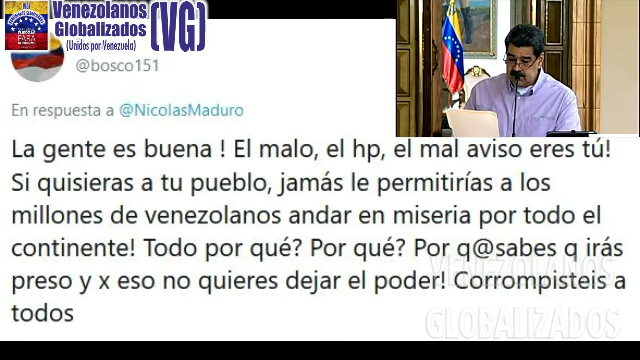 Venezolanos
Globalizados
(Unidos por Venezuela)
(VG)
@bosco151
En respuesta a @NicolasMaduro
La gente es buena ! El malo, el hp, el mal aviso eres tú!
Si quisieras a tu pueblo, jamás le permitirías a los
millones de venezolanos andar en miseria por todo el
continente! Todo por qué? Por qué? Por q@sabes q irás
preso y x eso no quieres dejar el poder! Corrompisteis a
todos
VENEZOLANOS
GLOBALIZADOS